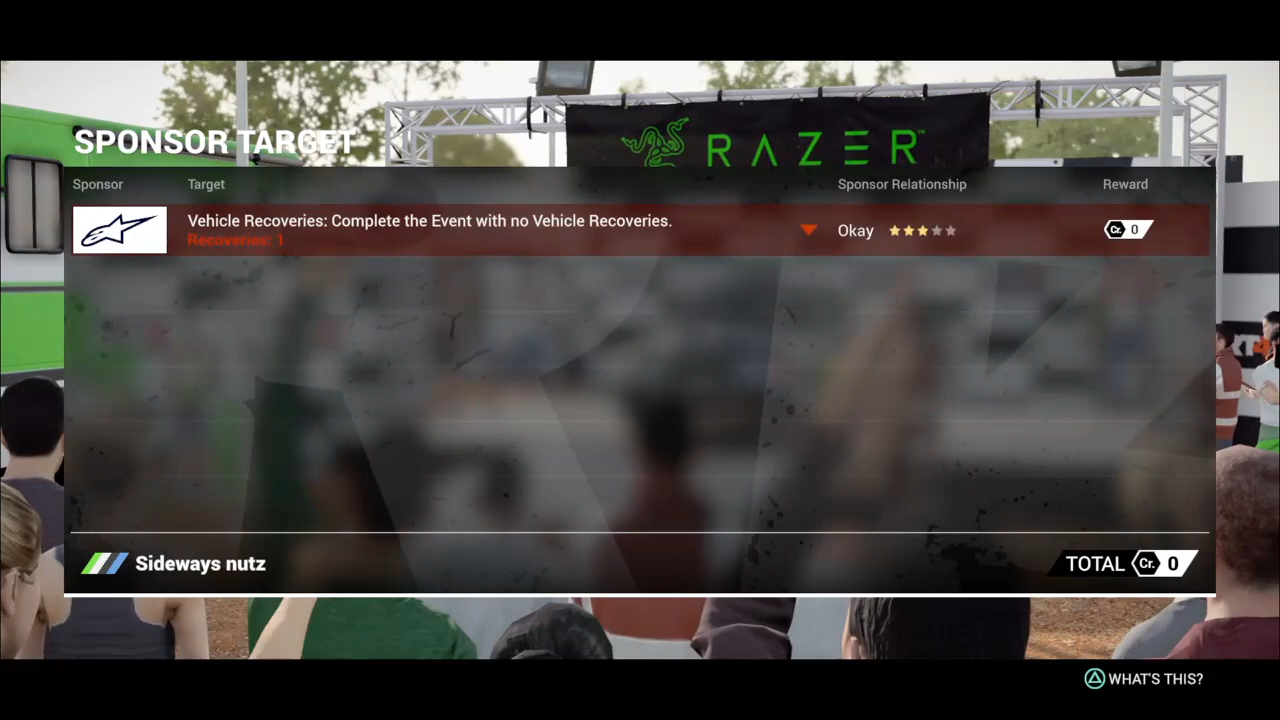 RAZER™
SPONSOR TARGET
Sponsor Target Sponsor Relationship Reward
Vehicle Recoveries: Complete the Event with no Vehicle Recoveries.
Recoveries: 1
Okay
Cr. 0
Sideways nutz
TOTAL Cr. 0
WHAT'S THIS?